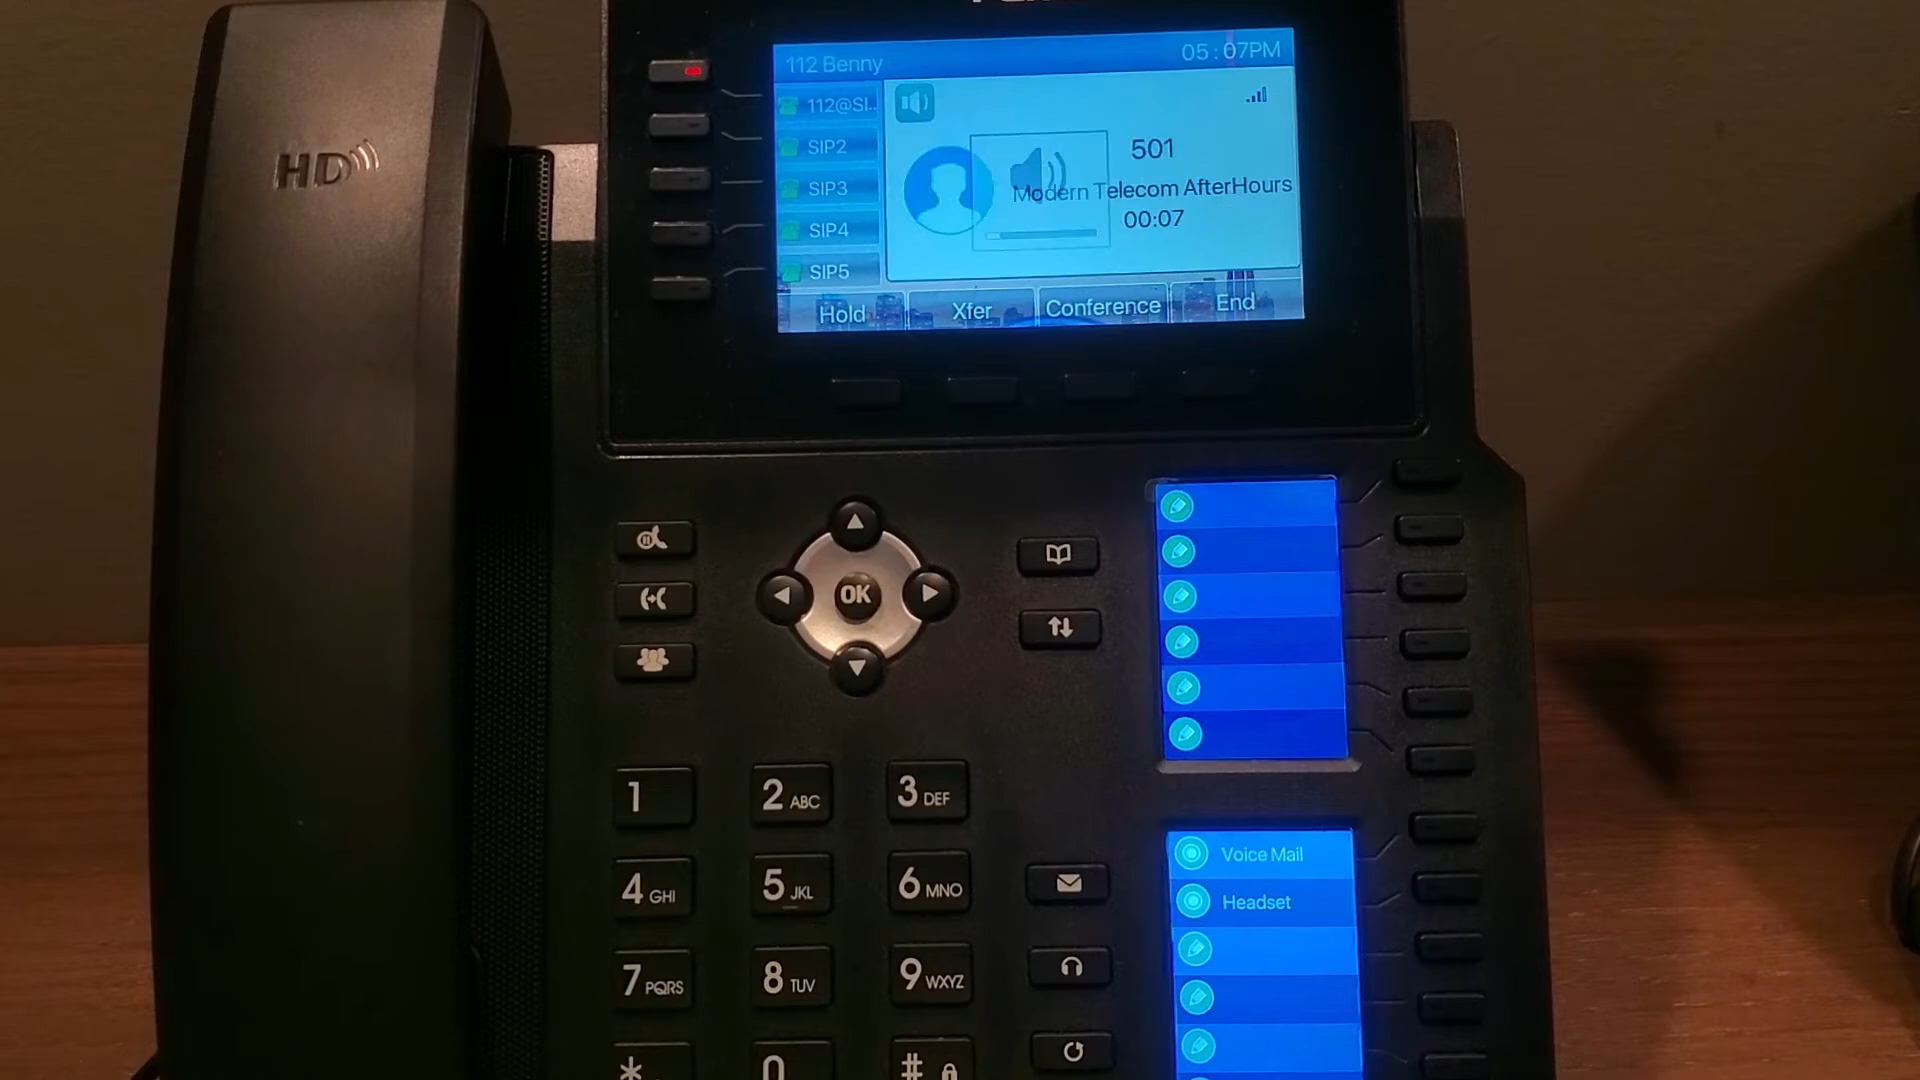 112 Benny
05:07PM
112@SI..
SIP2
SIP3
SIP4
SIP5
501
Modern Telecom AfterHours
00:07
Hold
Xfer
Conference
End
HD
OK
1
2 ABC
3 DEF
4 GHI
5 JKL
6 MNO
7 PQRS
8 TUV
9 WXYZ
*
0
#
Voice Mail
Headset